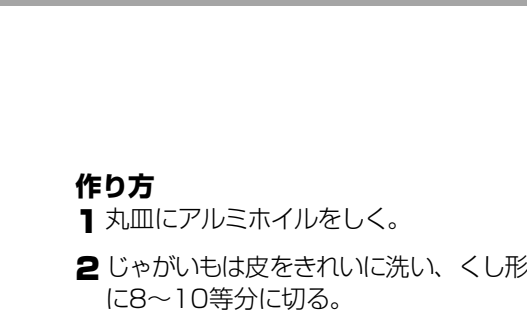 作り方
1 丸皿にアルミホイルをしく。
2 じゃがいもは皮をきれいに洗い、くし形
に8〜10等分に切る。